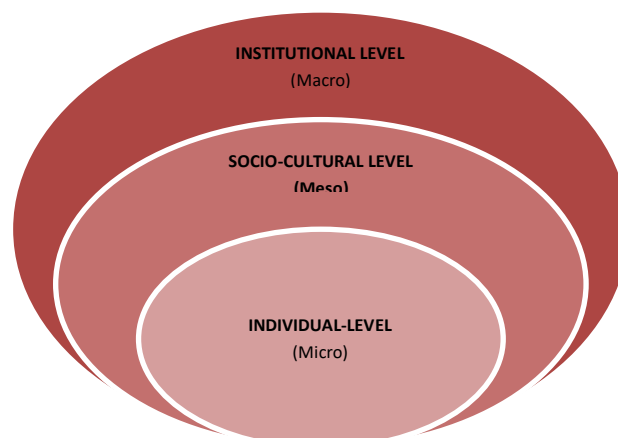 INSTITUTIONAL LEVEL
(Macro)
SOCIO-CULTURAL LEVEL
(Meso)
INDIVIDUAL-LEVEL
(Micro)